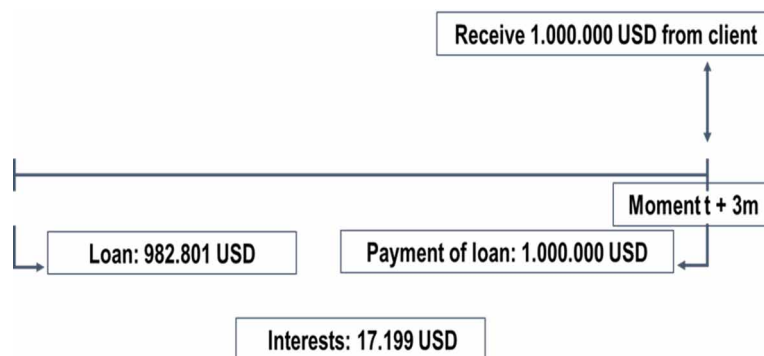 Receive 1.000.000 USD from client
Moment t + 3m
Loan: 982.801 USD
Payment of loan: 1.000.000 USD
Interests: 17.199 USD